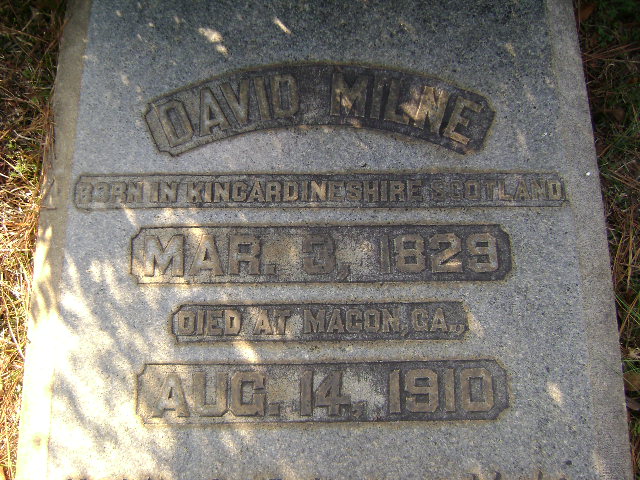 DAVID MILNE
BORN IN KINCARDINESHIRE SCOTLAND
MAR. 3, 1829
DIED AT MACON, GA.,
AUG. 14, 1910